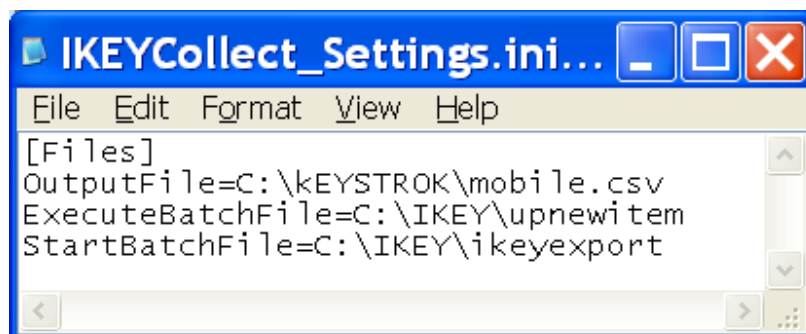 IKEYCollect_Settings.ini...
File Edit Format View Help
[Files]
OutputFile=C:\kEYSTROK\mobile.csv
ExecuteBatchFile=C:\IKEY\upnewitem
StartBatchFile=C:\IKEY\ikeyexport